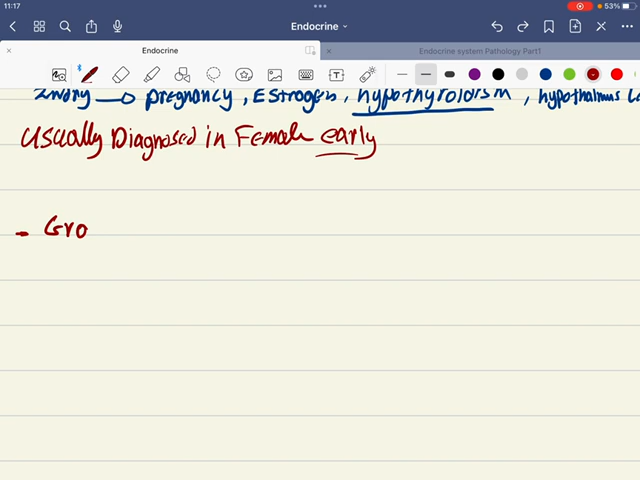 11:17
53%
Endocrine
Endocrine
Endocrine system Pathology Part1
2ndry → pregnancy, Estrogen, hypothyroidism, hypothalmus
Usually Diagnosed in Female early
- Gro